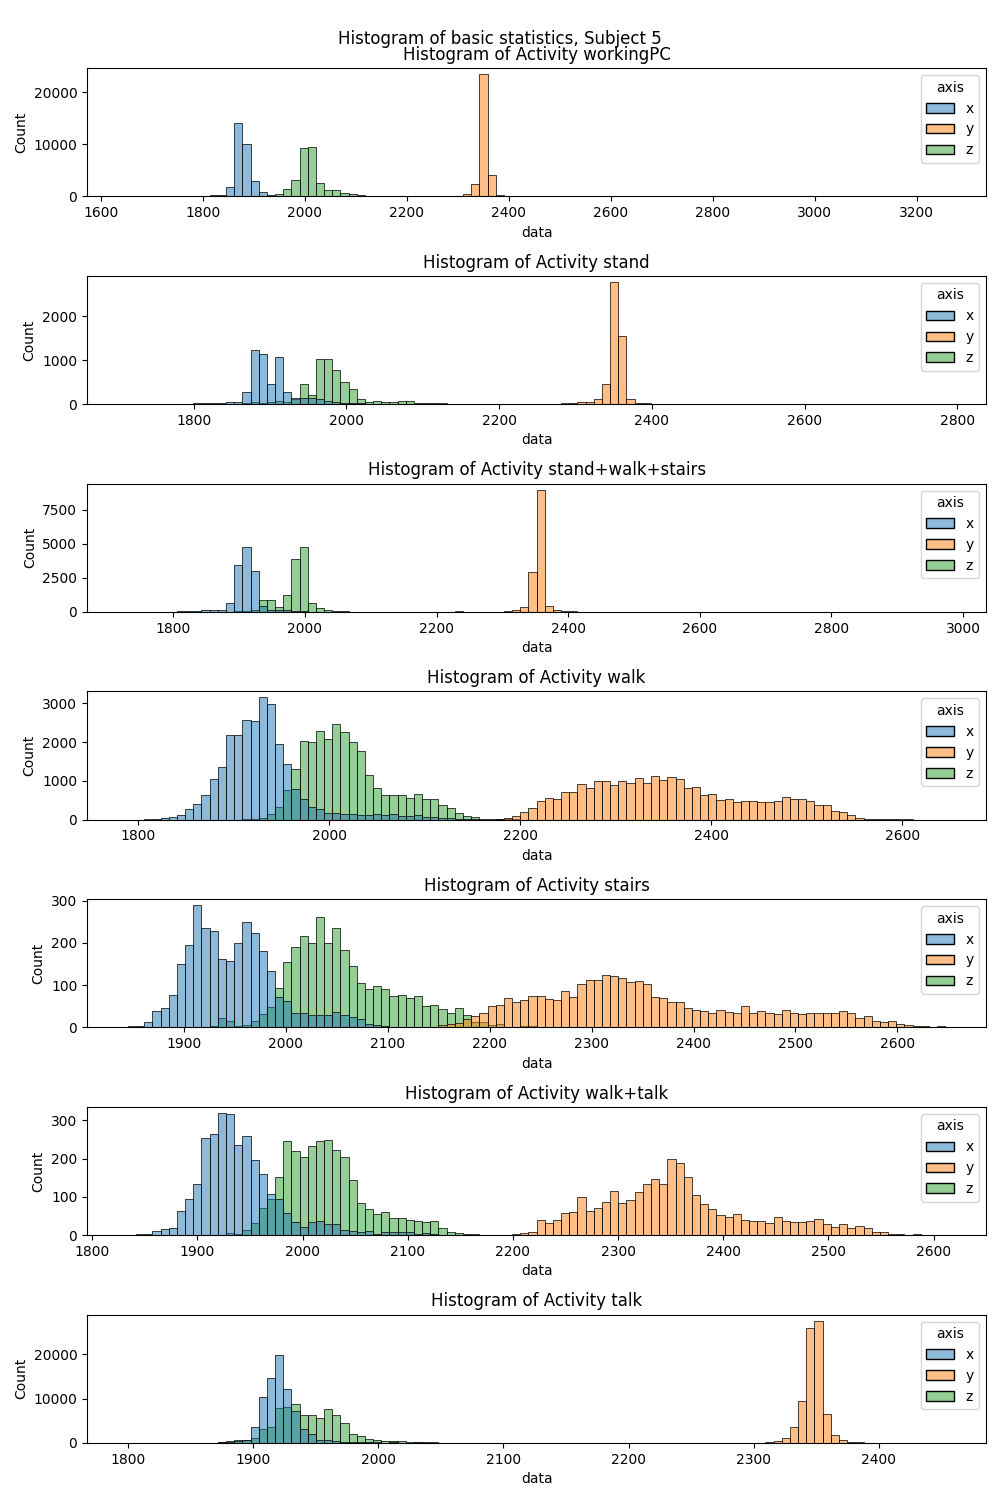 Histogram of basic statistics, Subject 5
Histogram of Activity workingPC
20000
10000
0
Count
axis
x
y
z
1600 1800 2000 2200 2400 2600 2800 3000 3200
data
Histogram of Activity stand
2000
1000
0
Count
axis
x
y
z
1800 2000 2200 2400 2600 2800
data
Histogram of Activity stand+walk+stairs
7500
5000
2500
0
Count
axis
x
y
z
1800 2000 2200 2400 2600 2800 3000
data
Histogram of Activity walk
3000
2000
1000
0
Count
axis
x
y
z
1800 2000 2200 2400 2600
data
Histogram of Activity stairs
300
200
100
0
Count
axis
x
y
z
1900 2000 2100 2200 2300 2400 2500 2600
data
Histogram of Activity walk+talk
300
200
100
0
Count
axis
x
y
z
1800 1900 2000 2100 2200 2300 2400 2500 2600
data
Histogram of Activity talk
20000
10000
0
Count
axis
x
y
z
1800 1900 2000 2100 2200 2300 2400
data